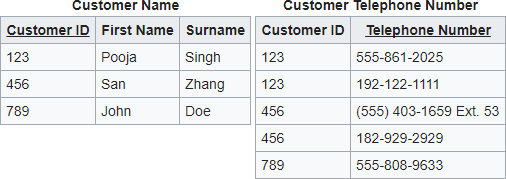 Customer Name
Customer ID First Name Surname
123 Pooja Singh
456 San Zhang
789 John Doe
Customer Telephone Number
Customer ID Telephone Number
123 555-861-2025
123 192-122-1111
456 (555) 403-1659 Ext. 53
456 182-929-2929
789 555-808-9633